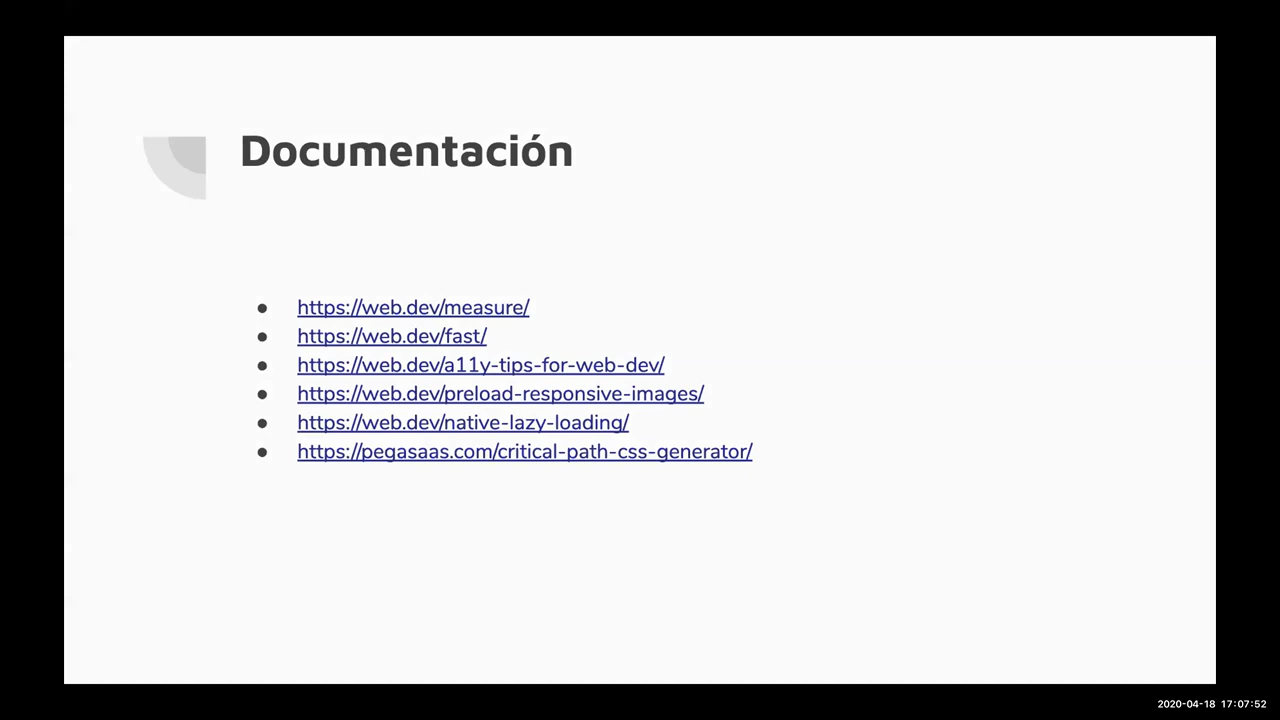 Documentación
● https://web.dev/measure/
● https://web.dev/fast/
● https://web.dev/a11y-tips-for-web-dev/
● https://web.dev/preload-responsive-images/
● https://web.dev/native-lazy-loading/
● https://pegasaas.com/critical-path-css-generator/
2020-04-18 17:07:52